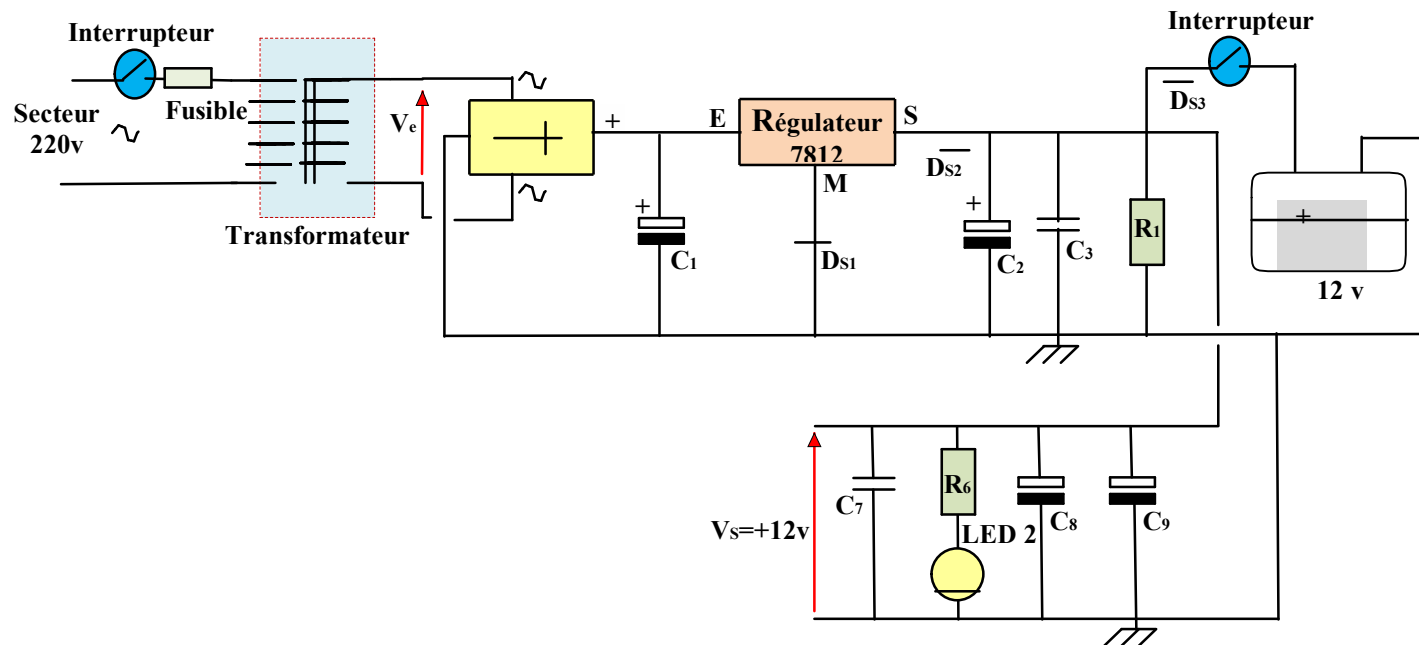 Interrupteur
Interrupteur
Fusible
Secteur
220v
Ve
+
E
Régulateur
7812
S
M
DS3
DS2
Transformateur
+
C1
DS1
+
C2
C3
R1
+
12 v
VS=+12v
C7
R6
LED 2
C8
C9